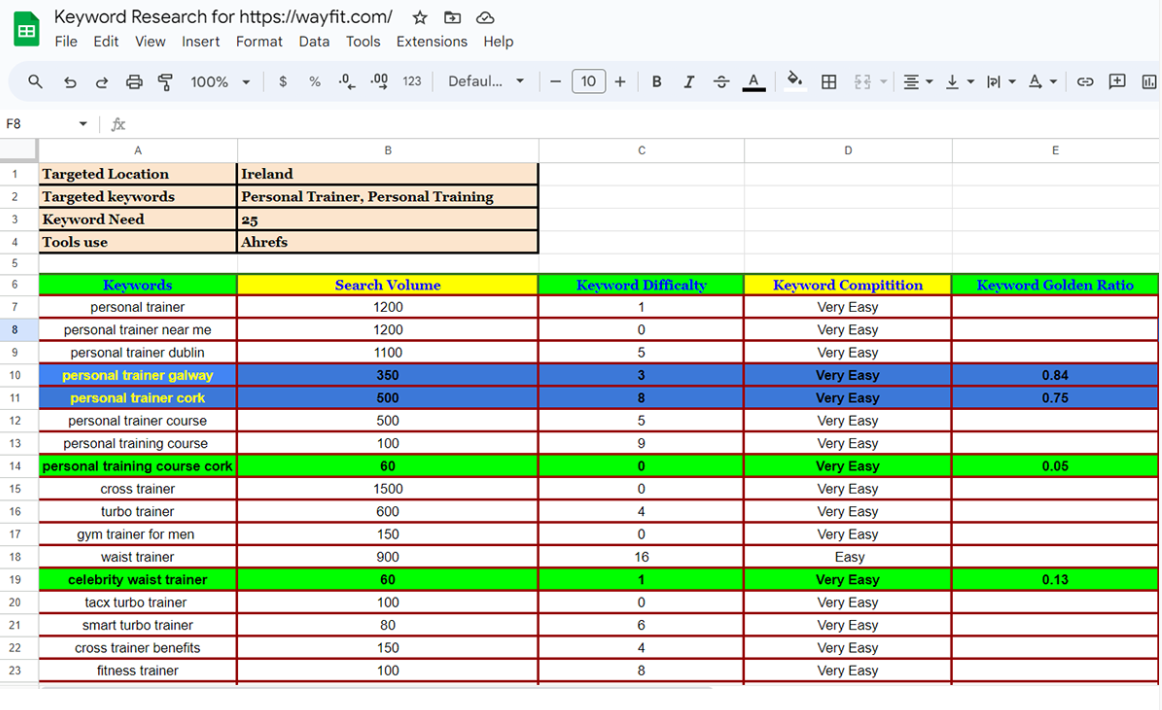 Keyword Research for https://wayfit.com/
File Edit View Insert Format Data Tools Extensions Help
100% $ % .0 .00 123 Defaul... − 10 + B I S A
F8 fx
A B C D E
1 Targeted Location Ireland
2 Targeted keywords Personal Trainer, Personal Training
3 Keyword Need 25
4 Tools use Ahrefs
5
6 Keywords Search Volume Keyword Difficalty Keyword Compitition Keyword Golden Ratio
7 personal trainer 1200 1 Very Easy
8 personal trainer near me 1200 0 Very Easy
9 personal trainer dublin 1100 5 Very Easy
10 personal trainer galway 350 3 Very Easy 0.84
11 personal trainer cork 500 8 Very Easy 0.75
12 personal trainer course 500 5 Very Easy
13 personal training course 100 9 Very Easy
14 personal training course cork 60 0 Very Easy 0.05
15 cross trainer 1500 0 Very Easy
16 turbo trainer 600 4 Very Easy
17 gym trainer for men 150 0 Very Easy
18 waist trainer 900 16 Easy
19 celebrity waist trainer 60 1 Very Easy 0.13
20 tacx turbo trainer 100 0 Very Easy
21 smart turbo trainer 80 6 Very Easy
22 cross trainer benefits 150 4 Very Easy
23 fitness trainer 100 8 Very Easy